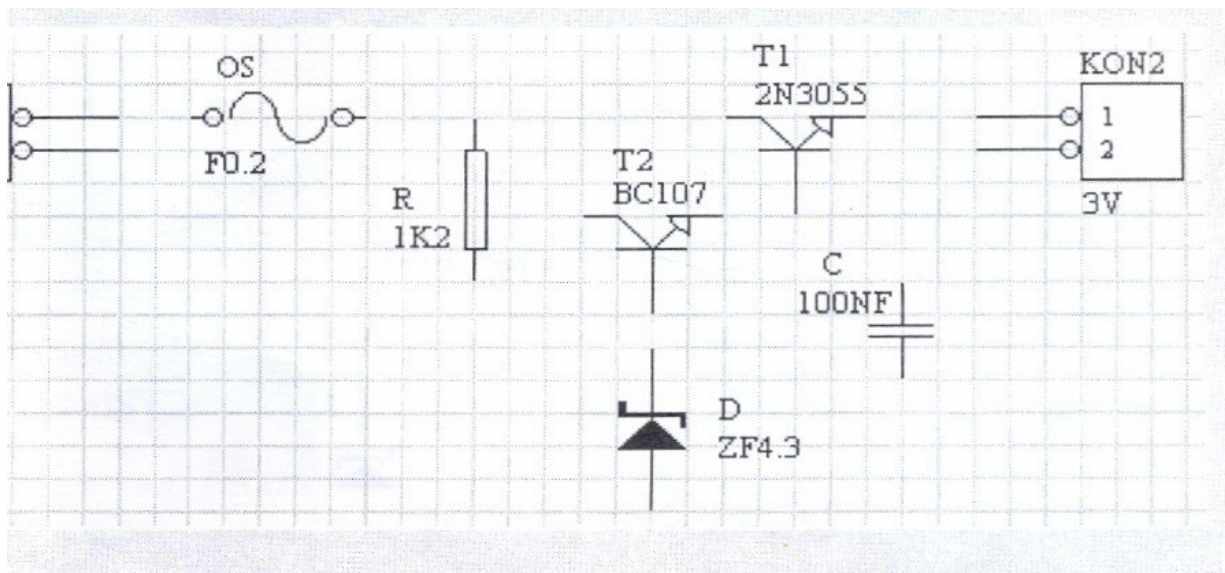 OS
F0.2
R
1K2
T2
BC107
T1
2N3055
C
100NF
D
ZF4.3
KON2
1
2
3V